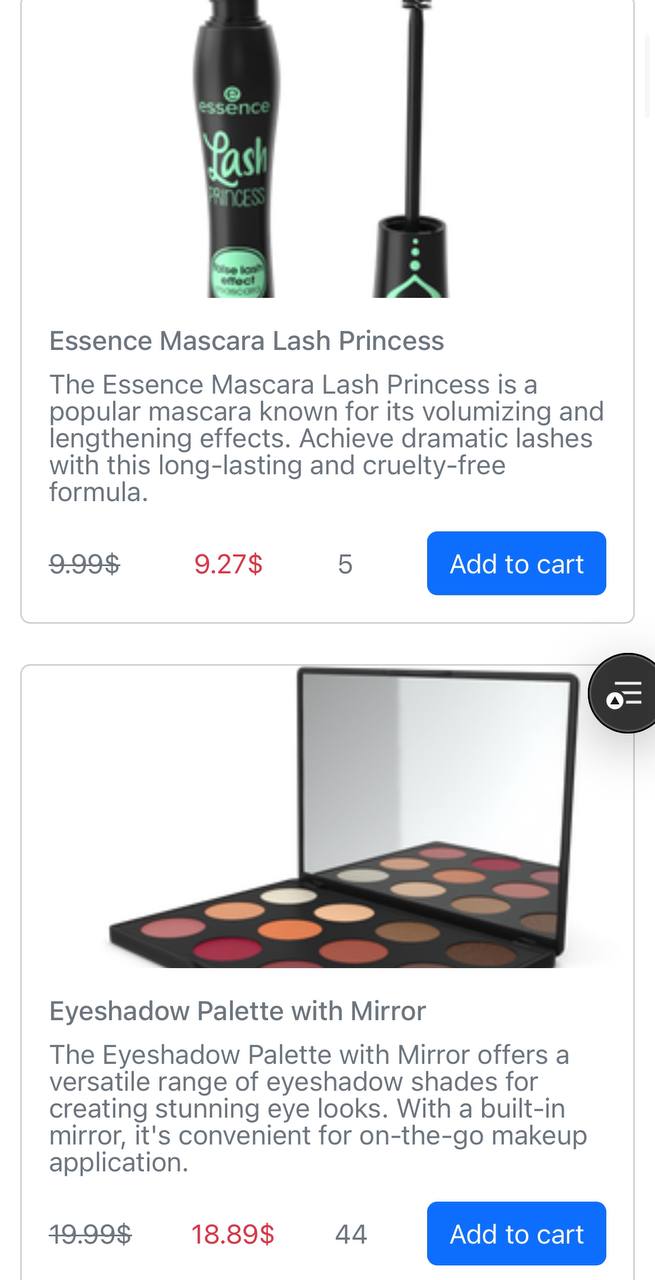 essence
Lash
PRINCESS
false lash
effect
mascara
Essence Mascara Lash Princess
The Essence Mascara Lash Princess is a
popular mascara known for its volumizing and
lengthening effects. Achieve dramatic lashes
with this long-lasting and cruelty-free
formula.
9.99$ 9.27$ 5 Add to cart
Eyeshadow Palette with Mirror
The Eyeshadow Palette with Mirror offers a
versatile range of eyeshadow shades for
creating stunning eye looks. With a built-in
mirror, it's convenient for on-the-go makeup
application.
19.99$ 18.89$ 44 Add to cart